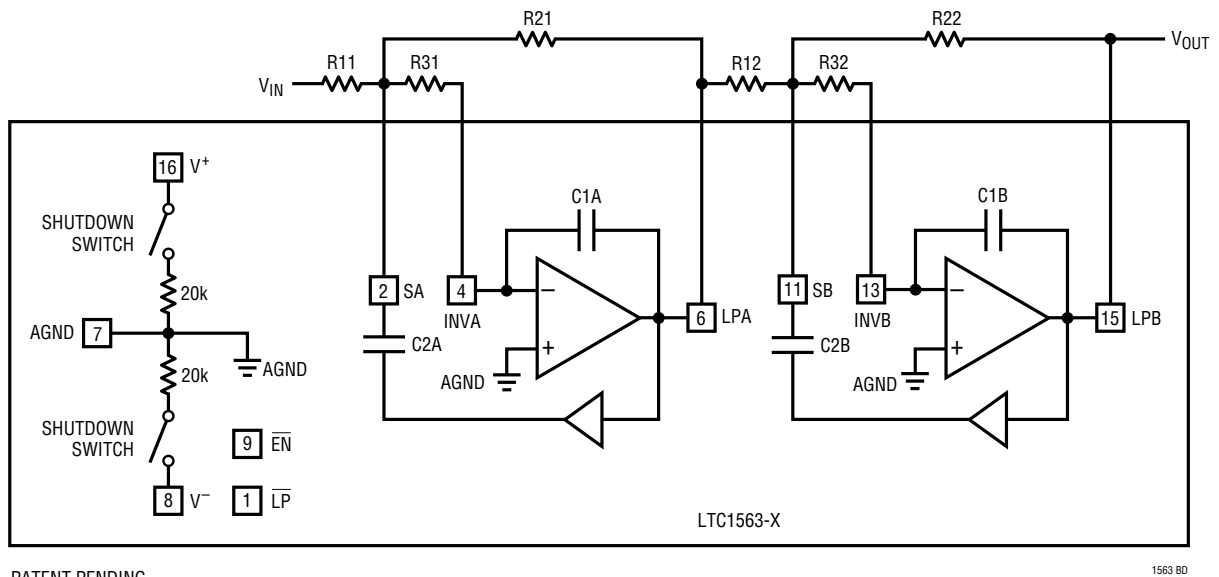 R21
R22
VOUT
R11
R31
R12
R32
VIN
16 V+
C1A
C1B
SHUTDOWN
SWITCH
20k
2 SA
4
INVA
−
11 SB
13
INVB
−
AGND 7
6 LPA
15 LPB
AGND
C2A
+
AGND
C2B
+
AGND
20k
SHUTDOWN
SWITCH
9 EN
8 V−
1 LP
LTC1563-X
1563 BD
PATENT PENDING